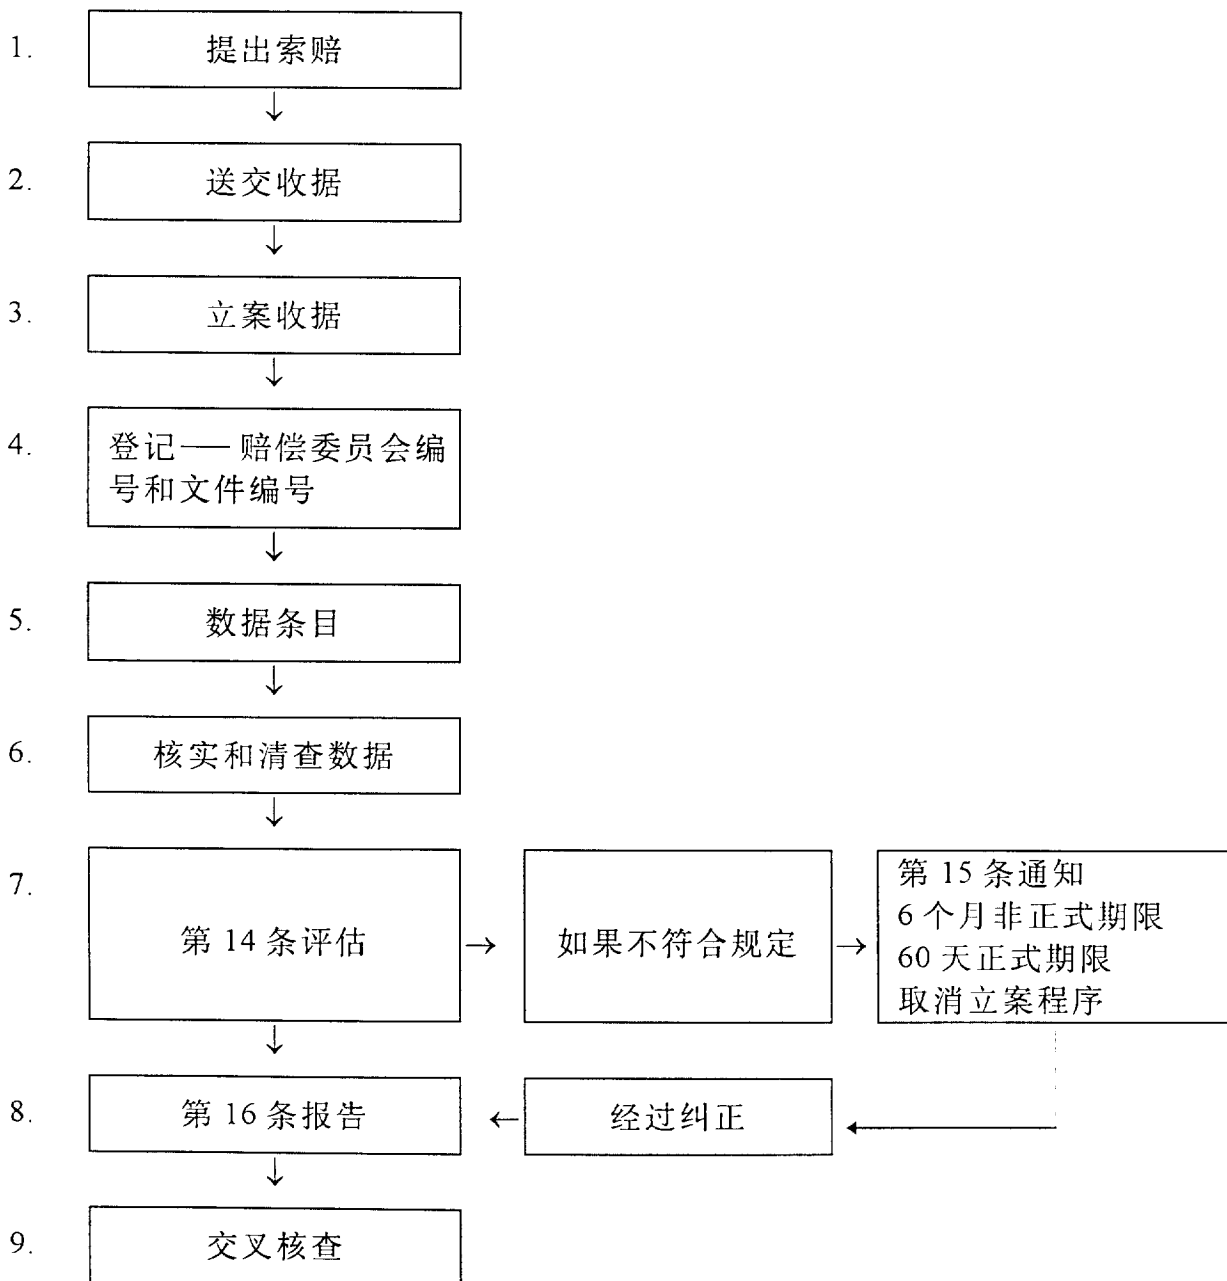 1.
提出索赔
2.
送交收据
3.
立案收据
4.
登记——赔偿委员会编
号和文件编号
5.
数据条目
6.
核实和清查数据
7.
第 14 条评估
如果不符合规定
第 15 条通知
6 个月非正式期限
60 天正式期限
取消立案程序
8.
第 16 条报告
经过纠正
9.
交叉核查